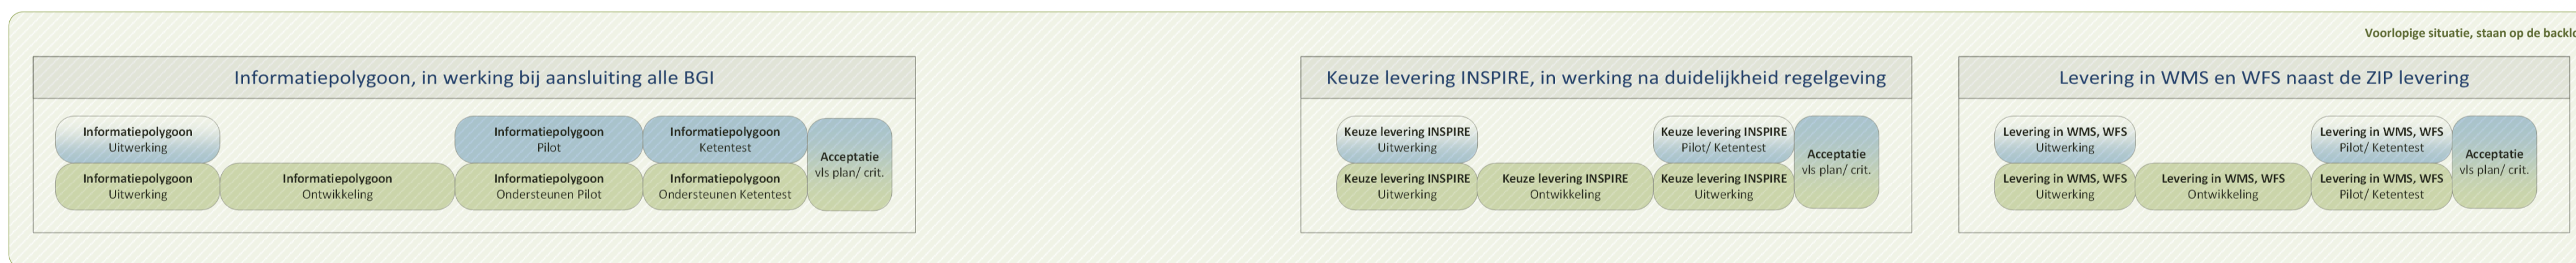 Voorlopige situatie, staan op de
Informatiepolygoon, in werking bij aansluiting alle BGI
Informatiepolygoon
Uitwerking
Informatiepolygoon
Pilot
Informatiepolygoon
Ketentest
Acceptatie
vls plan/ crit.
Informatiepolygoon
Uitwerking
Informatiepolygoon
Ontwikkeling
Informatiepolygoon
Ondersteunen Pilot
Informatiepolygoon
Ondersteunen Ketentest
Keuze levering INSPIRE, in werking na duidelijkheid regelgeving
Keuze levering INSPIRE
Uitwerking
Keuze levering INSPIRE
Pilot/ Ketentest
Acceptatie
vls plan/ crit.
Keuze levering INSPIRE
Uitwerking
Keuze levering INSPIRE
Ontwikkeling
Keuze levering INSPIRE
Uitwerking
Levering in WMS en WFS naast de ZIP levering
Levering in WMS, WFS
Uitwerking
Levering in WMS, WFS
Pilot/ Ketentest
Acceptatie
vls plan/ crit.
Levering in WMS, WFS
Uitwerking
Levering in WMS, WFS
Ontwikkeling
Levering in WMS, WFS
Pilot/ Ketentest